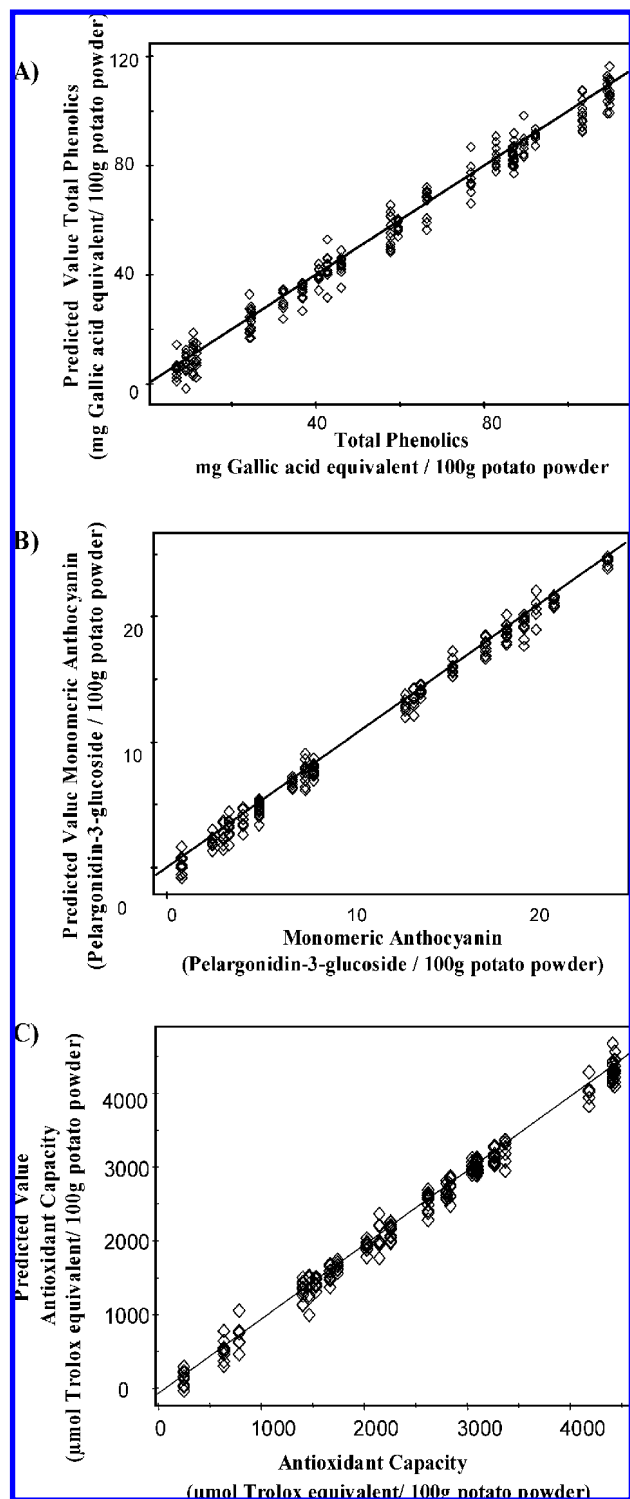 A)
Predicted Value Total Phenolics
(mg Gallic acid equivalent/ 100g potato powder)
120
80
40
0
40
80
Total Phenolics
mg Gallic acid equivalent / 100g potato powder
B)
Predicted Value Monomeric Anthocyanin
(Pelargonidin-3-glucoside / 100g potato powder)
20
10
0
0
10
20
Monomeric Anthocyanin
(Pelargonidin-3-glucoside / 100g potato powder)
C)
Predicted Value
Antioxidant Capacity
(µmol Trolox equivalent/ 100g potato powder)
4000
3000
2000
1000
0
0
1000
2000
3000
4000
Antioxidant Capacity
(µmol Trolox equivalent/ 100g potato powder)